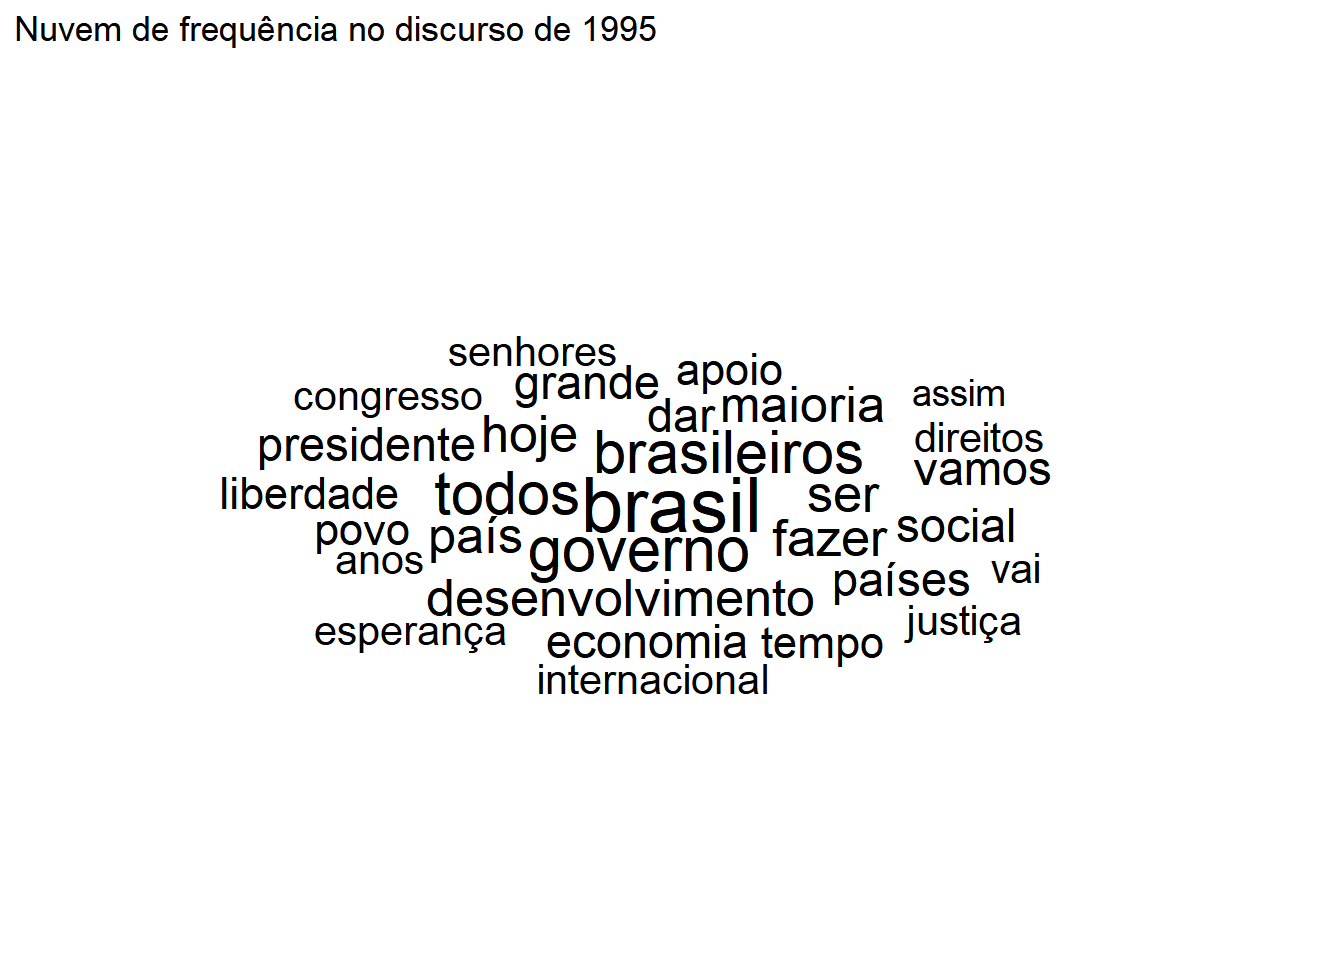 Nuvem de frequência no discurso de 1995
senhores
grande
apoio
congresso
dar
maioria
assim
presidente
hoje
brasileiros
direitos
vamos
liberdade
todos
brasil
ser
povo
país
governo
fazer
social
anos
desenvolvimento
países
vai
esperança
economia
tempo
justiça
internacional